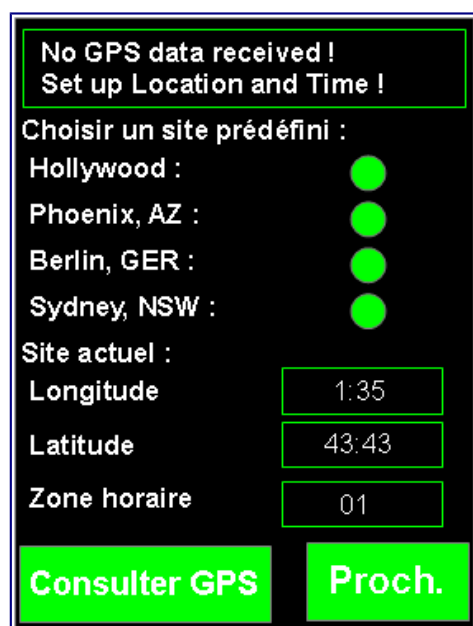 No GPS data received !
Set up Location and Time !
Choisir un site prédéfini :
Hollywood :
Phoenix, AZ :
Berlin, GER :
Sydney, NSW :
Site actuel :
Longitude 1:35
Latitude 43:43
Zone horaire 01
Consulter GPS Proch.